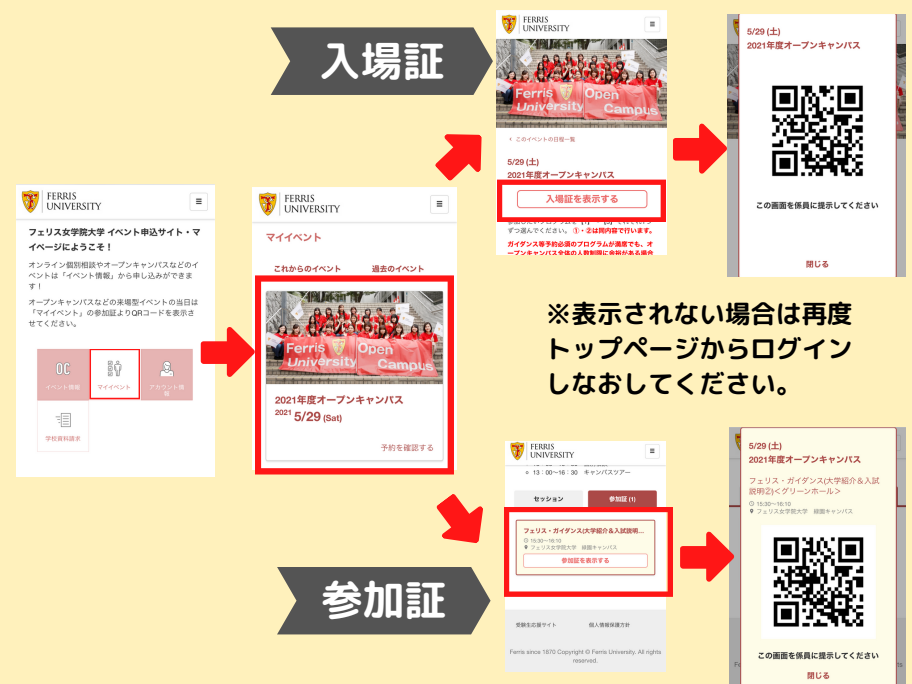 入場証
FERRIS
UNIVERSITY
フェリス女学院大学 イベント申込サイト・マ
イページにようこそ！
オンライン個別相談やオープンキャンパスなどのイ
ベントは「イベント情報」から申し込みができま
す！
オープンキャンパスなどの来場型イベントの当日は
「マイイベント」の参加証よりQRコードを表示さ
せてください。
OC
イベント情報
マイイベント
アカウント情
報
学校資料請求
FERRIS
UNIVERSITY
マイイベント
これからのイベント
過去のイベント
Ferris
University
Open
Campus
2021年度オープンキャンパス
2021 5/29 (Sat)
予約を確認する
FERRIS
UNIVERSITY
Ferris
University
Open
Campus
< このイベントの日程一覧
5/29 (土)
2021年度オープンキャンパス
入場証を表示する
ずつ選んでください。 ①・②は同内容で行います。
ガイダンス等予約必須のプログラムが満席でも、オ
ープンキャンパス全体の人数制限に余裕がある場合
5/29 (土)
2021年度オープンキャンパス
この画面を係員に提示してください
閉じる
※表示されない場合は再度
トップページからログイン
しなおしてください。
参加証
FERRIS
UNIVERSITY
13：00〜16：30 キャンパスツアー
セッション
参加証 (1)
フェリス・ガイダンス(大学紹介＆入試説明...
15:30〜16:10
フェリス女学院大学 緑園キャンパス
参加証を表示する
受験生応援サイト
個人情報保護方針
Ferris since 1870 Copyright © Ferris University. All rights
reserved.
5/29 (土)
2021年度オープンキャンパス
フェリス・ガイダンス(大学紹介＆入試
説明②)＜グリーンホール＞
15:30〜16:10
フェリス女学院大学 緑園キャンパス
この画面を係員に提示してください
閉じる